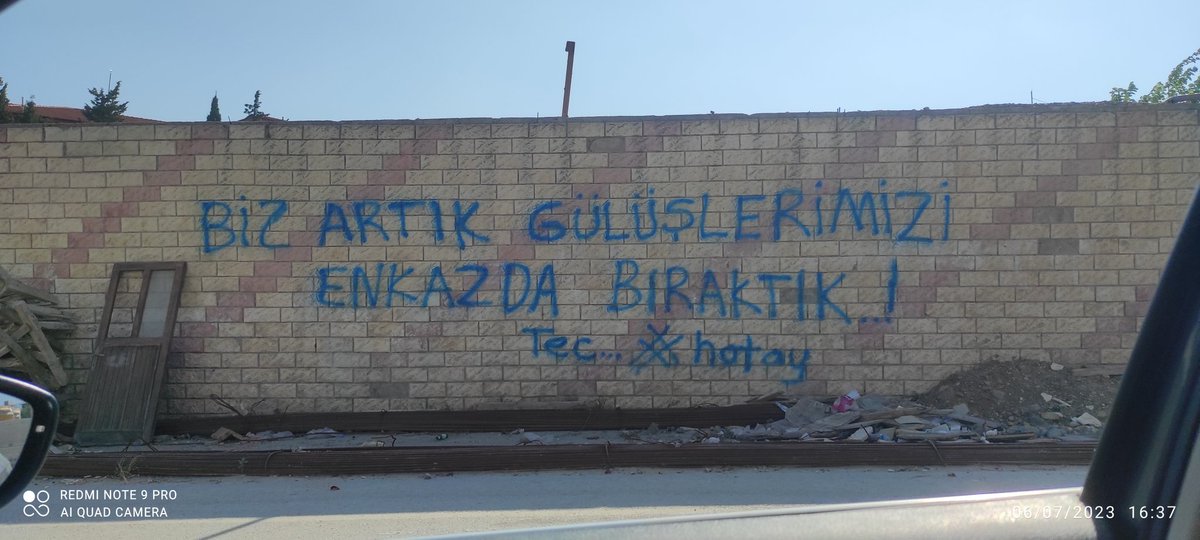 BİZ ARTIK GÜLÜŞLERİMİZİ
ENKAZDA BIRAKTIK..!
Tec... hatay
REDMI NOTE 9 PRO
AI QUAD CAMERA
06/07/2023 16:37